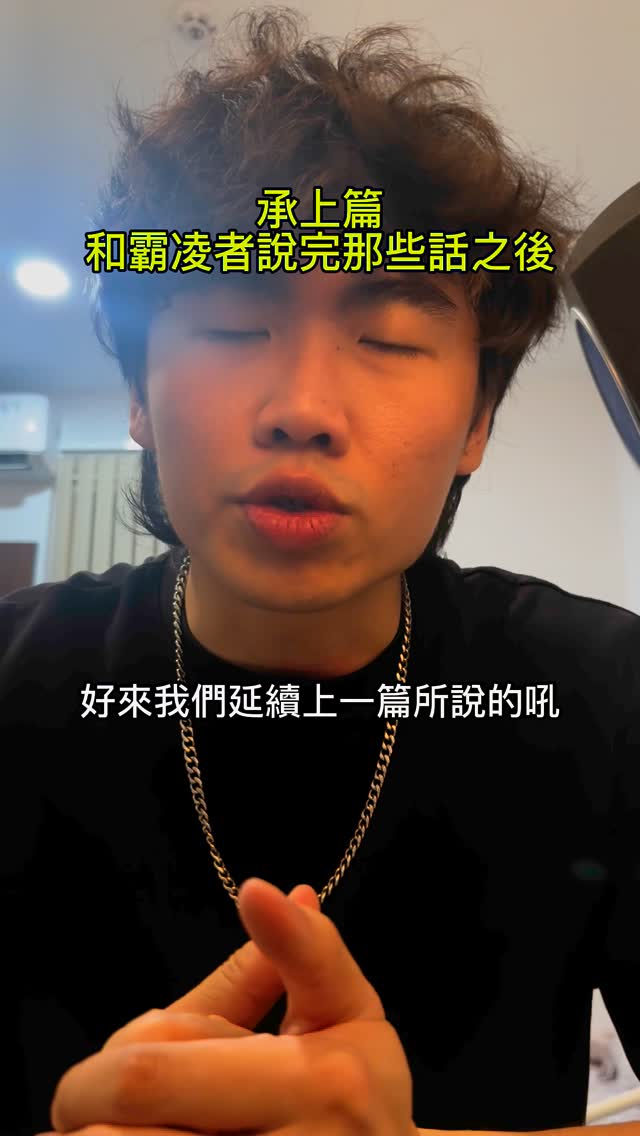 承上篇
和霸凌者說完那些話之後
好來我們延續上一篇所說的吼